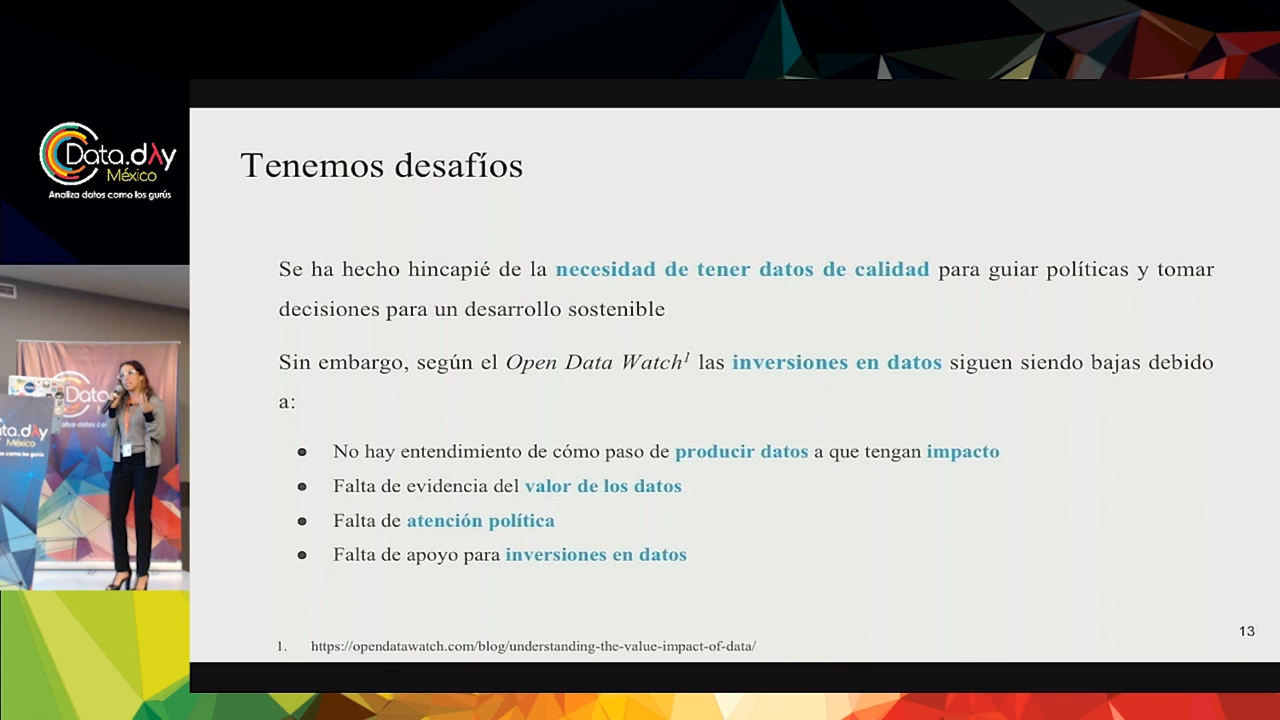 Data.dAy
México
Analiza datos como los gurús
Tenemos desafíos
Se ha hecho hincapié de la necesidad de tener datos de calidad para guiar políticas y tomar
decisiones para un desarrollo sostenible
Sin embargo, según el Open Data Watch1 las inversiones en datos siguen siendo bajas debido
a:
● No hay entendimiento de cómo paso de producir datos a que tengan impacto
● Falta de evidencia del valor de los datos
● Falta de atención política
● Falta de apoyo para inversiones en datos
1. https://opendatawatch.com/blog/understanding-the-value-impact-of-data/
13
Data
ta.dAy
México